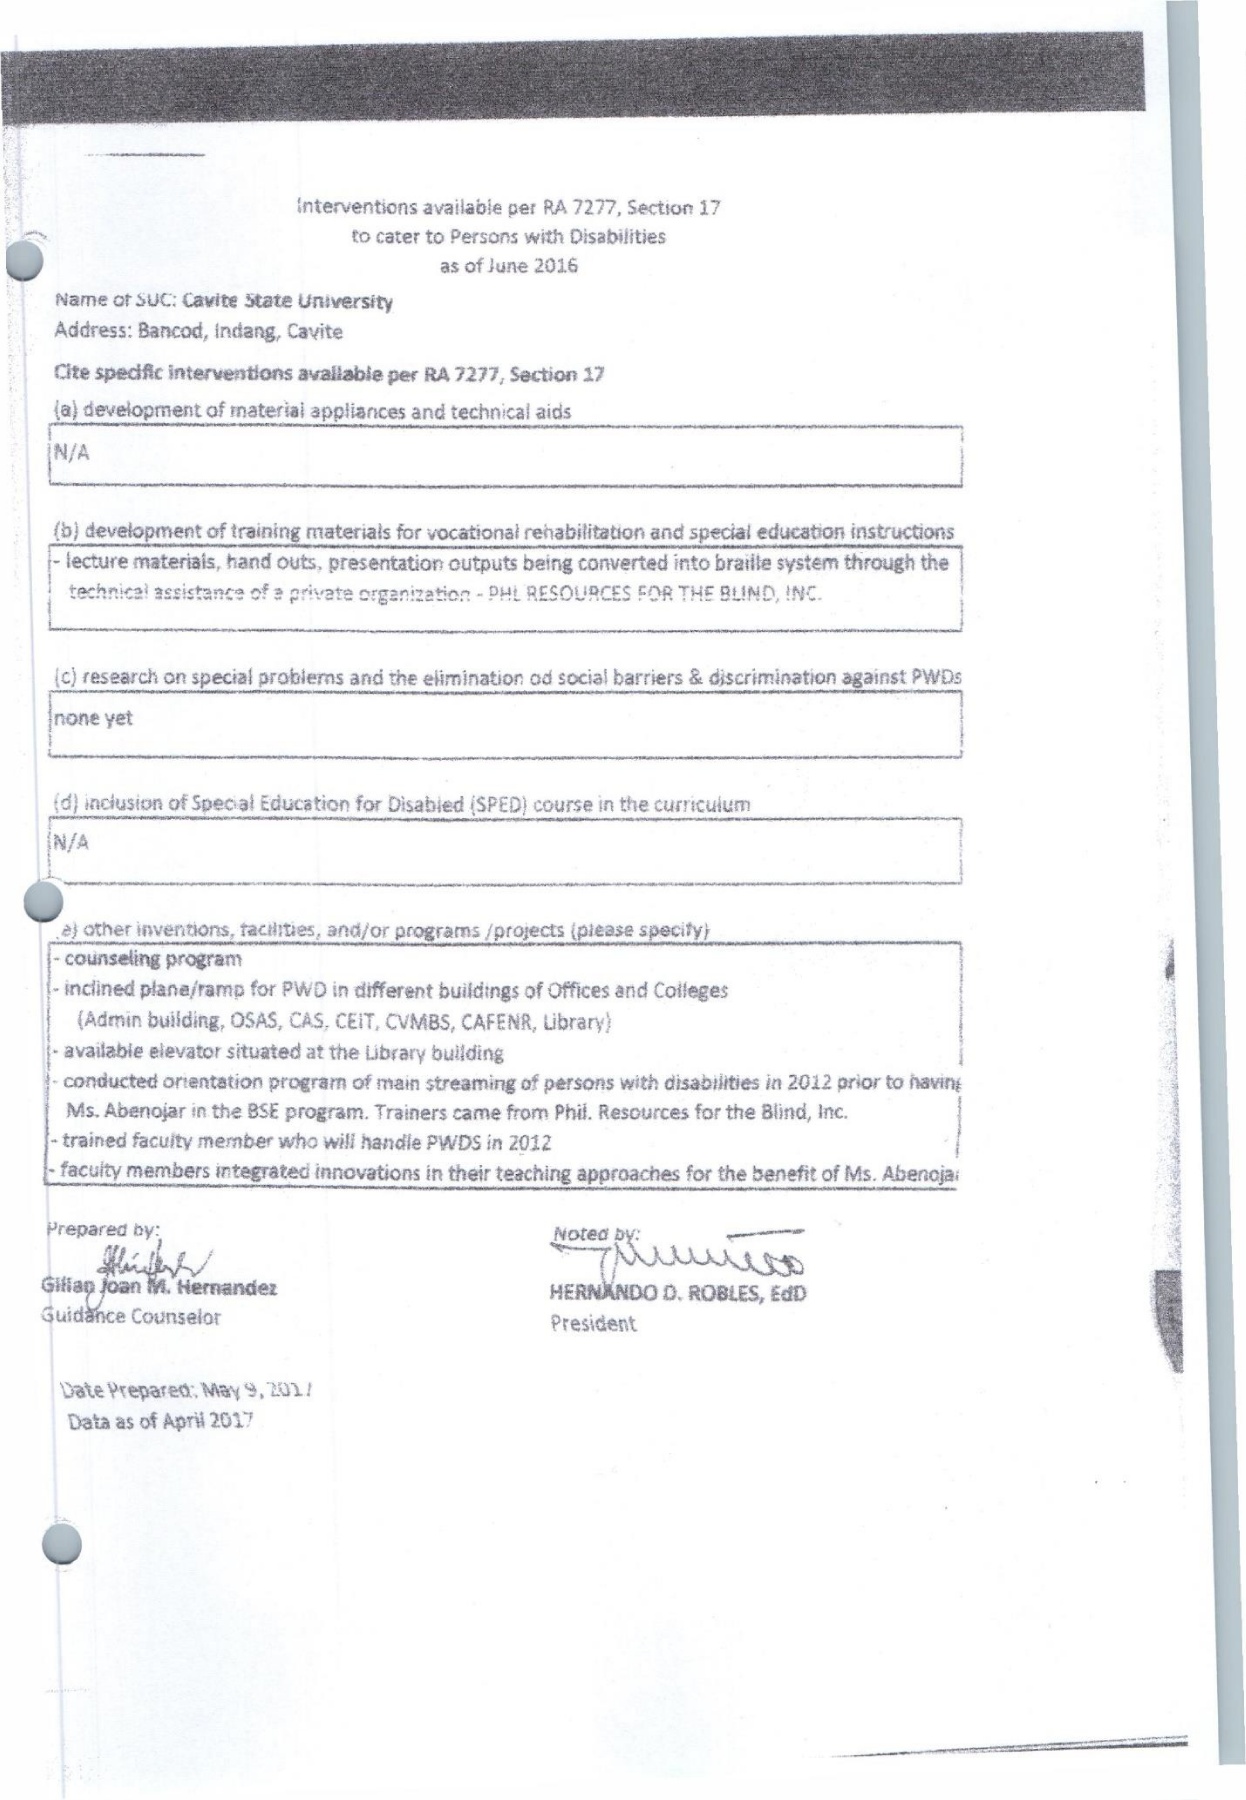 Interventions available per RA 7277, Section 17
to cater to Persons with Disabilities
as of June 2016
Name of SUC: Cavite State University
Address: Bancod, Indang, Cavite
Cite specific interventions available per RA 7277, Section 17
(a) development of material appliances and technical aids
N/A
(b) development of training materials for vocational rehabilitation and special education instructions
- lecture materials, hand outs, presentation outputs being converted into braille system through the
technical assistance of a private organization - PHL RESOURCES FOR THE BLIND, INC.
(c) research on special problems and the elimination od social barriers & discrimination against PWDs
none yet
(d) inclusion of Special Education for Disabled (SPED) course in the curriculum
N/A
e) other inventions, facilities, and/or programs /projects (please specify)
- counseling program
- inclined plane/ramp for PWD in different buildings of Offices and Colleges
(Admin building, OSAS, CAS, CEIT, CVMBS, CAFENR, Library)
- available elevator situated at the Library building
- conducted orientation program of main streaming of persons with disabilities in 2012 prior to having
Ms. Abenojar in the BSE program. Trainers came from Phil. Resources for the Blind, Inc.
- trained faculty member who will handle PWDS in 2012
- faculty members integrated innovations in their teaching approaches for the benefit of Ms. Abenojar
Prepared by:
Noted by:
Gilian Joan M. Hernandez
HERNANDO D. ROBLES, EdD
Guidance Counselor
President
Date Prepared: May 9, 2017
Data as of April 2017